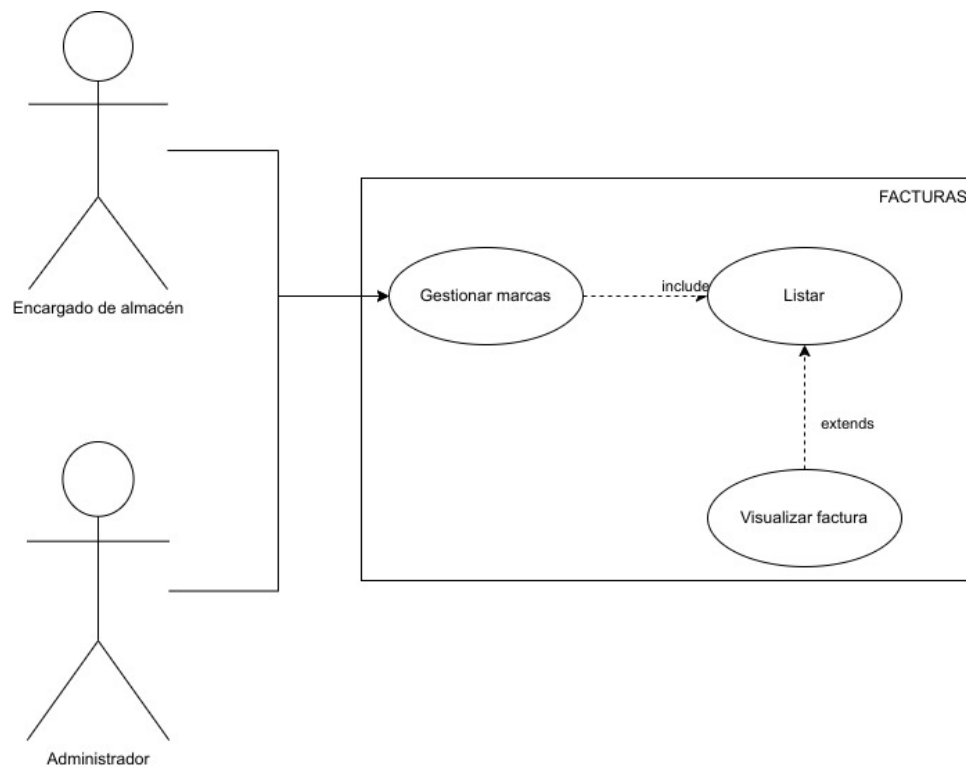 Encargado de almacén
FACTURAS
Gestionar marcas
include
Listar
extends
Visualizar factura
Administrador